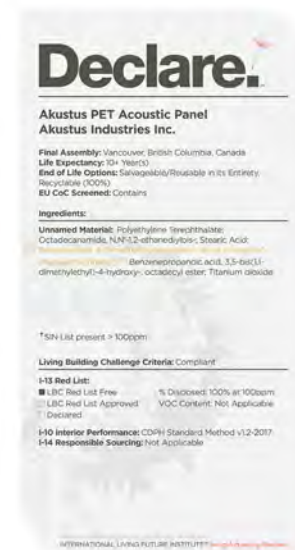 Declare.
Akustus PET Acoustic Panel
Akustus Industries Inc.
Final Assembly: Vancouver, British Columbia, Canada
Life Expectancy: 10+ Year(s)
End of Life Options: Salvageable/Reusable in its Entirety,
Recyclable (100%)
EU CoC Screened: Contains
Ingredients:
Unnamed Material: Polyethylene Terephthalate;
Octadecanamide, N,N'-1,2-ethanediylbis-; Stearic Acid;
Benzenepropanoic acid, 3,5-bis(1,1-
dimethylethyl)-4-hydroxy-, octadecyl ester; Titanium dioxide
†SIN-List present > 100ppm
Living Building Challenge Criteria: Compliant
I-13 Red List:
LBC Red List Free % Disclosed: 100% at 100ppm
LBC Red List Approved VOC Content: Not Applicable
Declared
I-10 Interior Performance: CDPH Standard Method v1.2-2017
I-14 Responsible Sourcing: Not Applicable
INTERNATIONAL LIVING FUTURE INSTITUTE